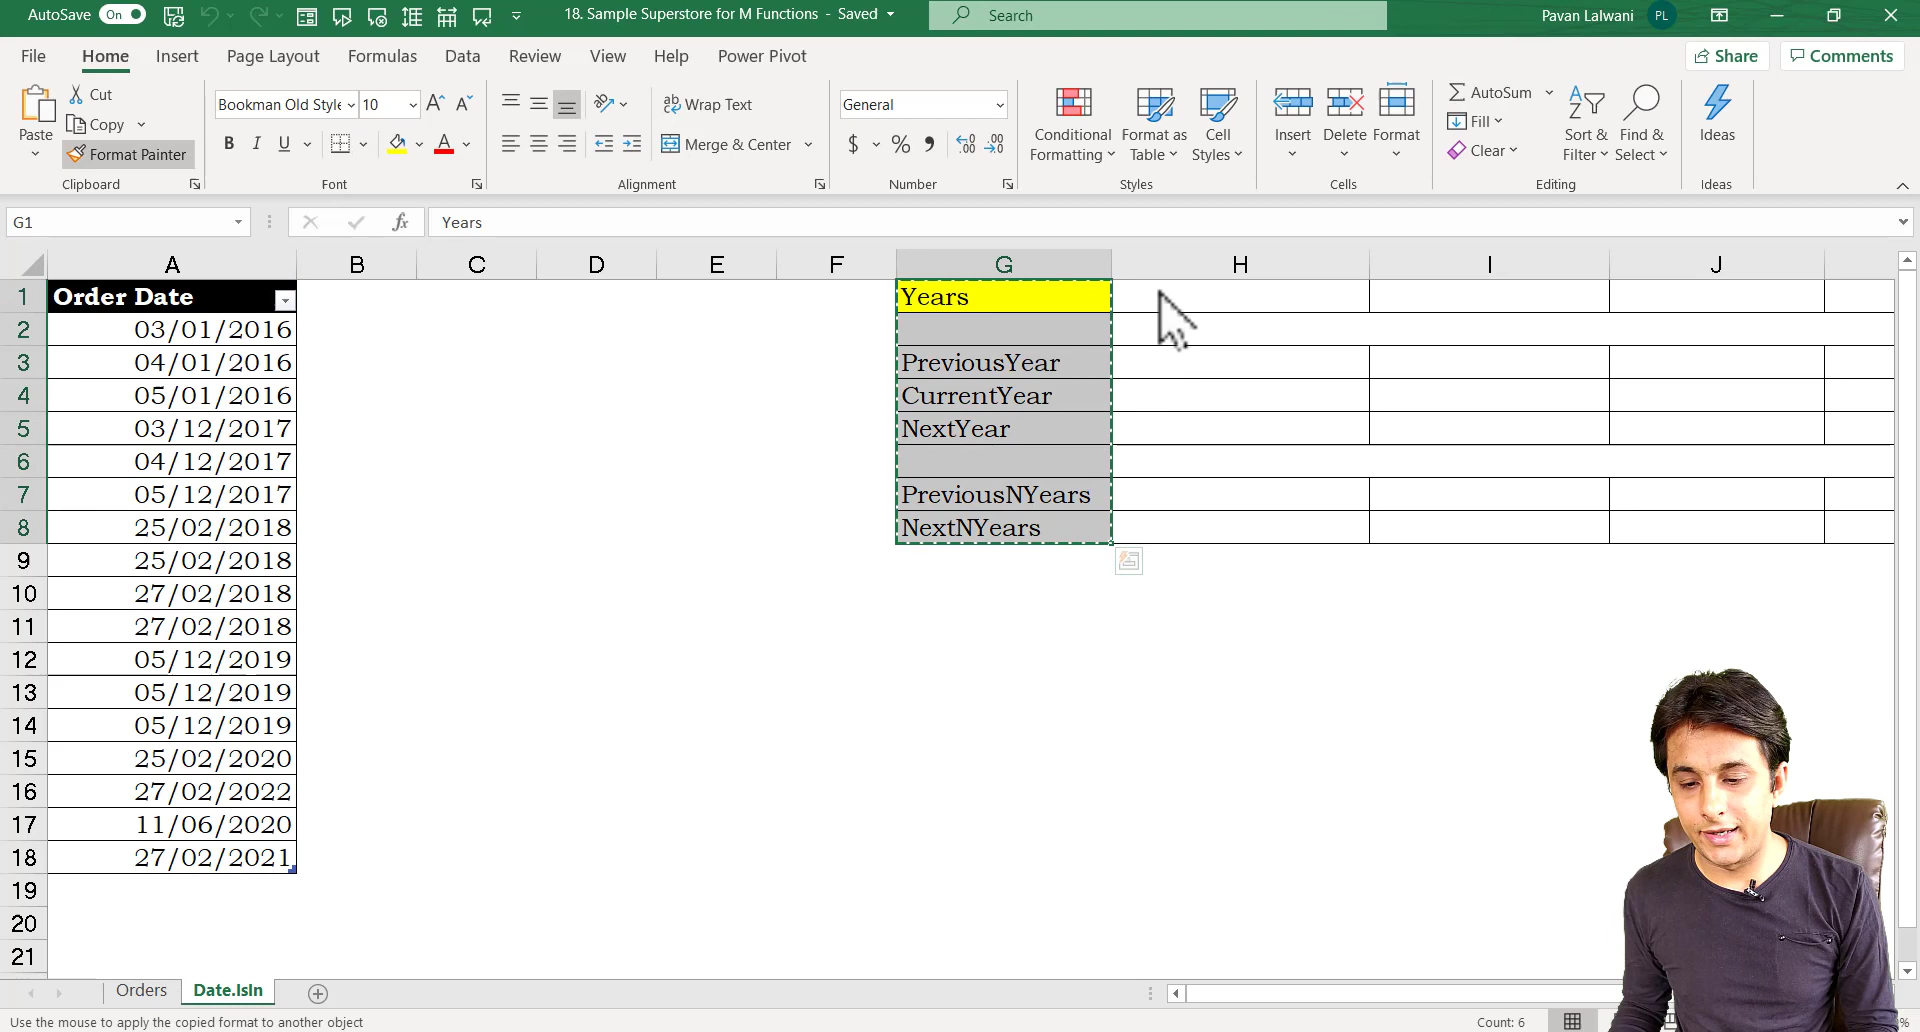 AutoSave On 18. Sample Superstore for M Functions - Saved Search Pavan Lalwani PL
File Home Insert Page Layout Formulas Data Review View Help Power Pivot Share Comments
Paste
Cut
Copy
Format Painter
Clipboard
Bookman Old Style 10 A A
B I U A
Font
ab Wrap Text
Merge & Center
Alignment
General
$ % 9
Number
Conditional Formatting
Format as Table
Cell Styles
Styles
Insert Delete Format
Cells
AutoSum
Fill
Clear
Sort & Filter
Find & Select
Editing
Ideas
Ideas
G1 fx Years
A B C D E F G H I J
1 Order Date Years
2 03/01/2016
3 04/01/2016 PreviousYear
4 05/01/2016 CurrentYear
5 03/12/2017 NextYear
6 04/12/2017
7 05/12/2017 PreviousNYears
8 25/02/2018 NextNYears
9 25/02/2018
10 27/02/2018
11 27/02/2018
12 05/12/2019
13 05/12/2019
14 05/12/2019
15 25/02/2020
16 27/02/2022
17 11/06/2020
18 27/02/2021
19
20
21
Orders Date.IsIn
Use the mouse to apply the copied format to another object Count: 6 %